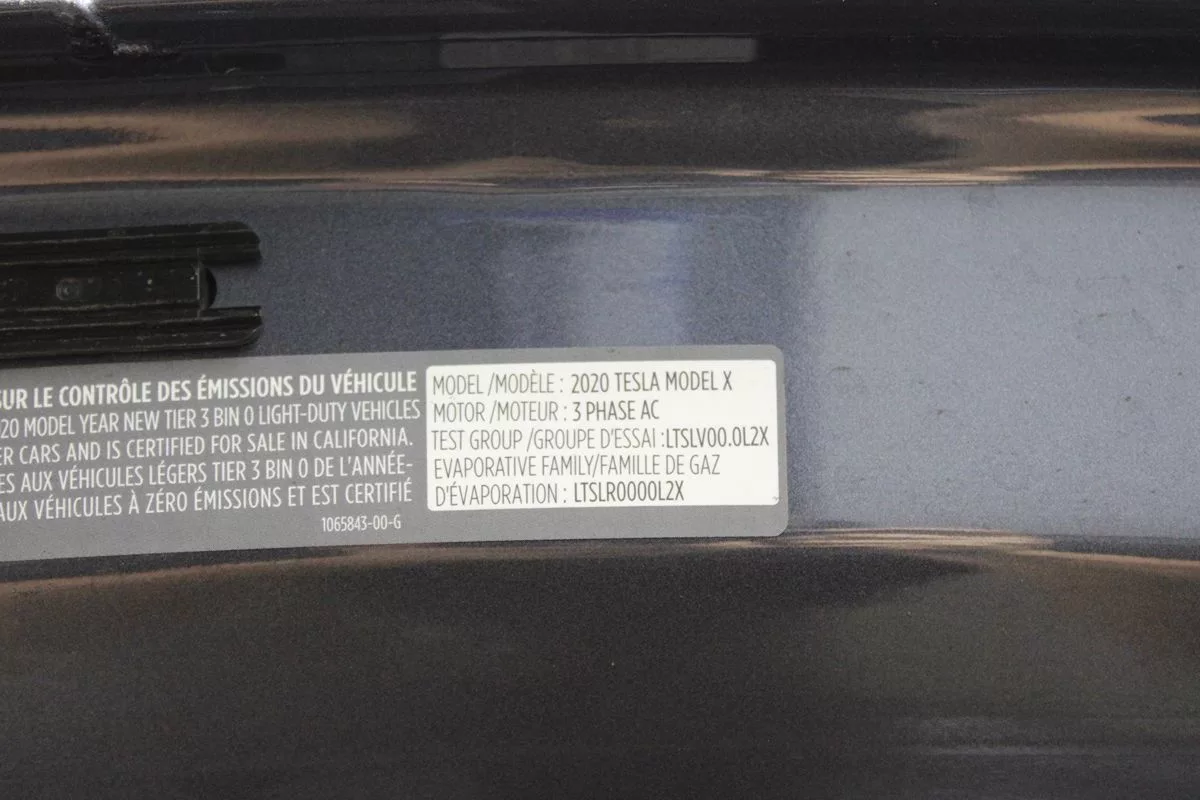 SUR LE CONTRÔLE DES ÉMISSIONS DU VÉHICULE
20 MODEL YEAR NEW TIER 3 BIN 0 LIGHT-DUTY VEHICLES
ER CARS AND IS CERTIFIED FOR SALE IN CALIFORNIA.
ES AUX VÉHICULES LÉGERS TIER 3 BIN 0 DE L'ANNÉE-
AUX VÉHICULES À ZÉRO ÉMISSIONS ET EST CERTIFIÉ
1065843-00-G
MODEL /MODÈLE : 2020 TESLA MODEL X
MOTOR /MOTEUR : 3 PHASE AC
TEST GROUP /GROUPE D'ESSAI :LTSLV00.0L2X
EVAPORATIVE FAMILY/FAMILLE DE GAZ
D'ÉVAPORATION : LTSLR0000L2X